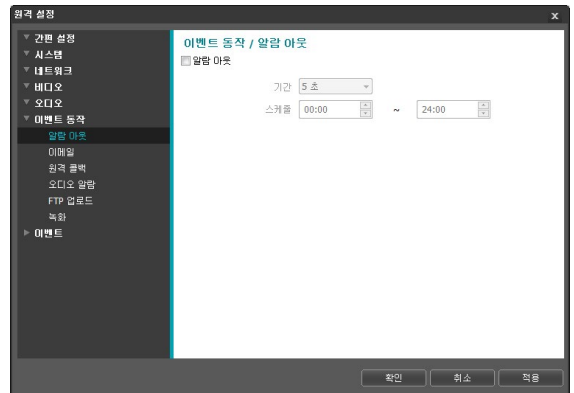 원격 설정
x
간편 설정
시스템
네트워크
비디오
오디오
이벤트 동작
알람 아웃
이메일
원격 콜백
오디오 알람
FTP 업로드
녹화
이벤트
이벤트 동작 / 알람 아웃
알람 아웃
기간 5 초
스케줄 00:00 ~ 24:00
확인 취소 적용